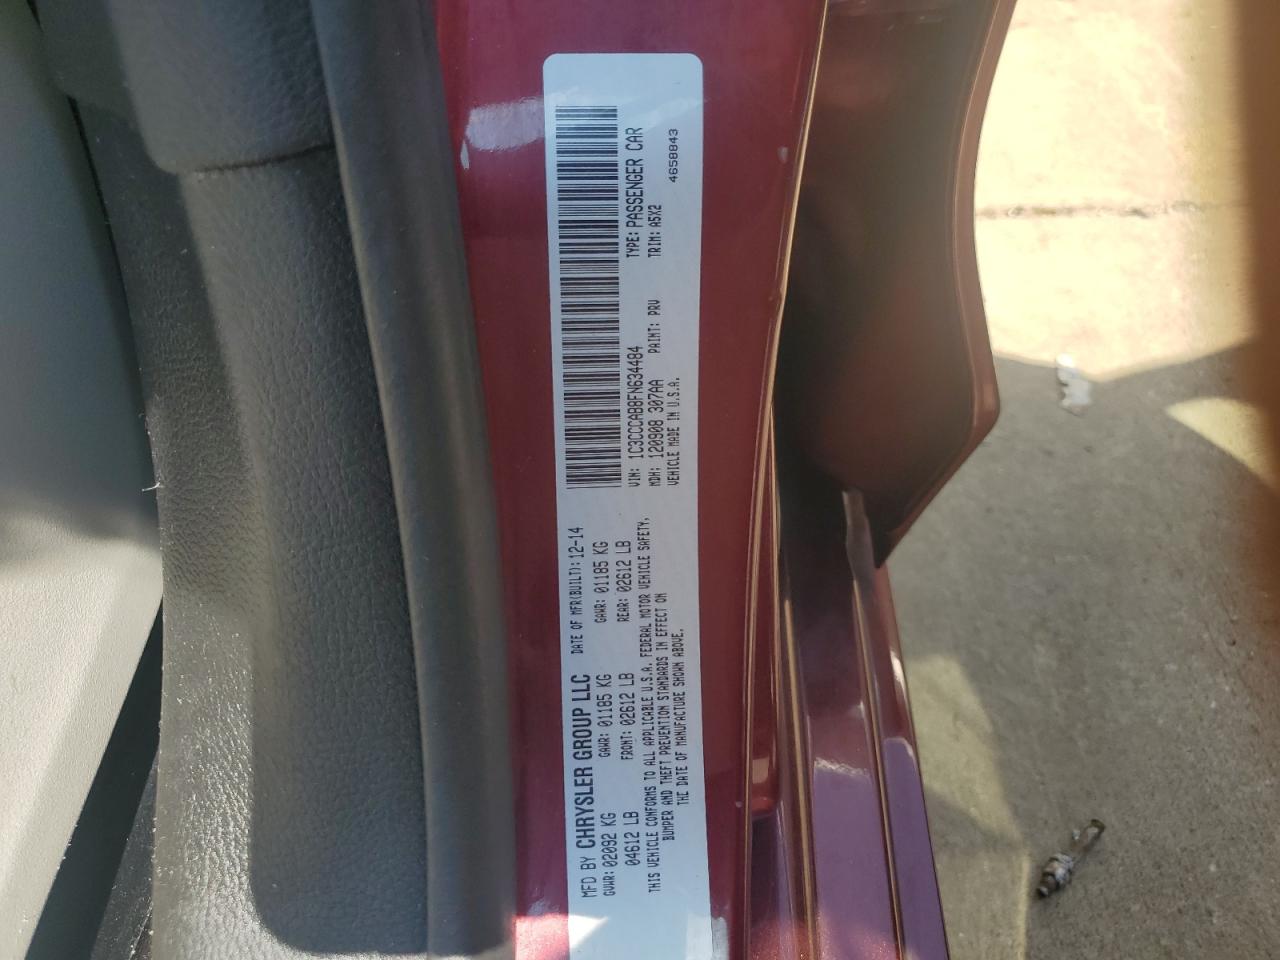 MFD BY CHRYSLER GROUP LLC DATE OF MFR(BUILT): 12-14
GVWR: 02092 KG GAWR: 01185 KG GAWR: 01185 KG
04612 LB FRONT: 02612 LB REAR: 02612 LB
THIS VEHICLE CONFORMS TO ALL APPLICABLE U.S.A. FEDERAL MOTOR VEHICLE SAFETY,
BUMPER AND THEFT PREVENTION STANDARDS IN EFFECT ON
THE DATE OF MANUFACTURE SHOWN ABOVE.
VIN: 1C3CCCAB8FN634484 TYPE: PASSENGER CAR
MDH: 120908 307AA PAINT: PRV TRIM: A5X2
VEHICLE MADE IN U.S.A. 4658843